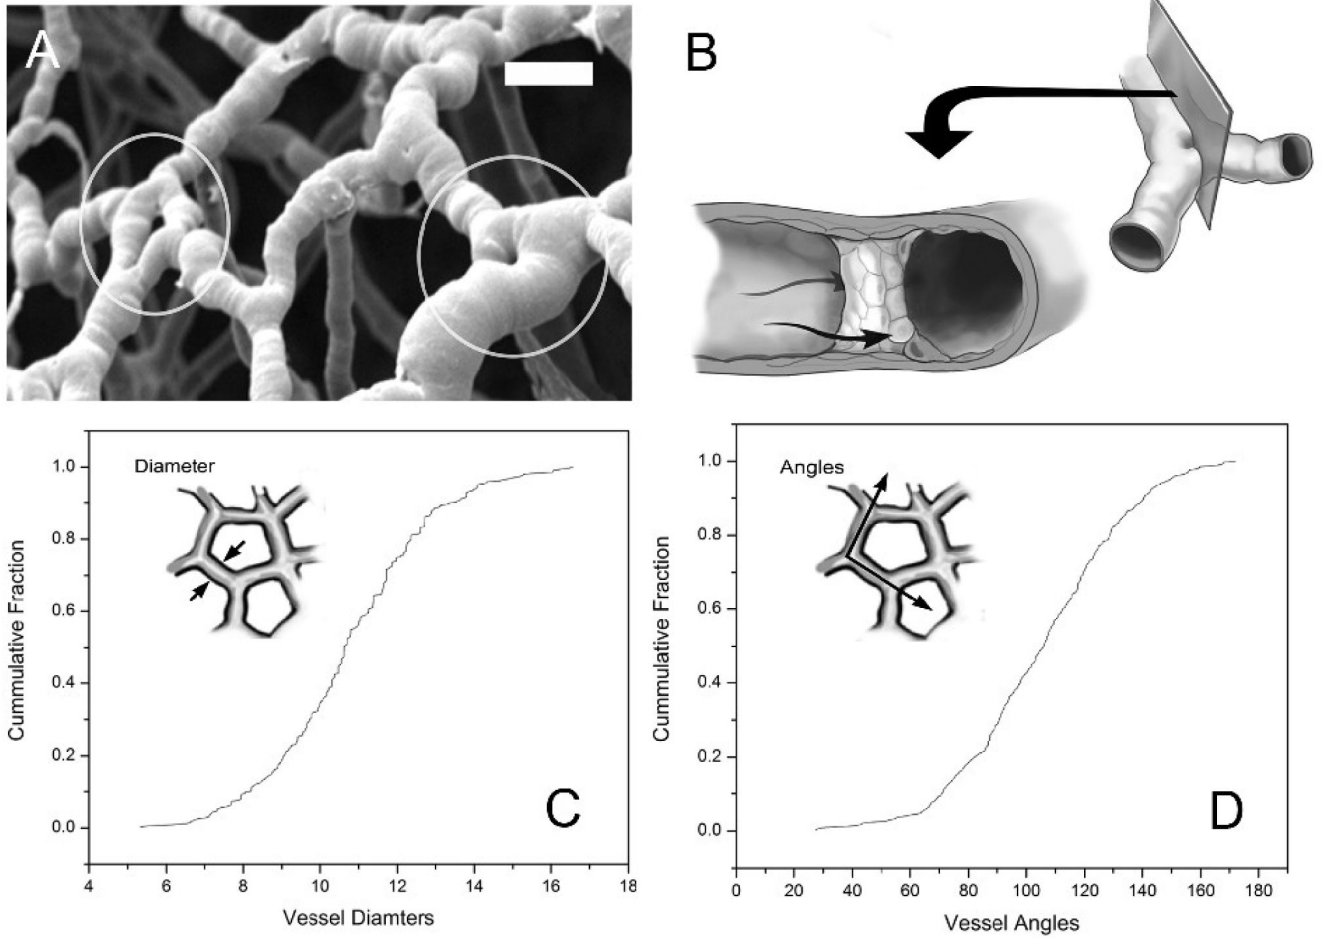 A
B
Diameter
Cummulative Fraction
1.0
0.8
0.6
0.4
0.2
0.0
C
4 6 8 10 12 14 16 18
Vessel Diamters
Angles
Cummulative Fraction
1.0
0.8
0.6
0.4
0.2
0.0
D
0 20 40 60 80 100 120 140 160 180
Vessel Angles